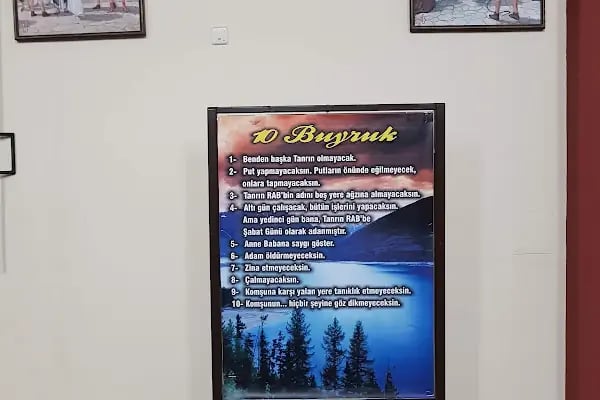 10 Buyruk
1- Benden başka Tanrın olmayacak.
2- Put yapmayacaksın. Putların önünde eğilmeyecek,
onlara tapmayacaksın.
3- Tanrın RAB'bin adını boş yere ağzına almayacaksın.
4- Altı gün çalışacak, bütün işlerini yapacaksın.
Ama yedinci gün bana, Tanrın RAB'be
Şabat Günü olarak adanmıştır.
5- Anne Babana saygı göster.
6- Adam öldürmeyeceksin.
7- Zina etmeyeceksin.
8- Çalmayacaksın.
9- Komşuna karşı yalan yere tanıklık etmeyeceksin.
10- Komşunun... hiçbir şeyine göz dikmeyeceksin.